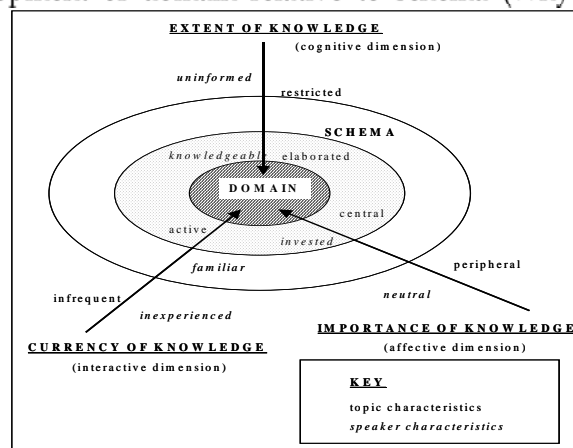 EXTENT OF KNOWLEDGE
(cognitive dimension)
uninformed
restricted
SCHEMA
knowledgeable elaborated
DOMAIN
central
active
invested
familiar
peripheral
infrequent
neutral
inexperienced
IMPORTANCE OF KNOWLEDGE
CURRENCY OF KNOWLEDGE
(affective dimension)
(interactive dimension)
KEY
topic characteristics
speaker characteristics